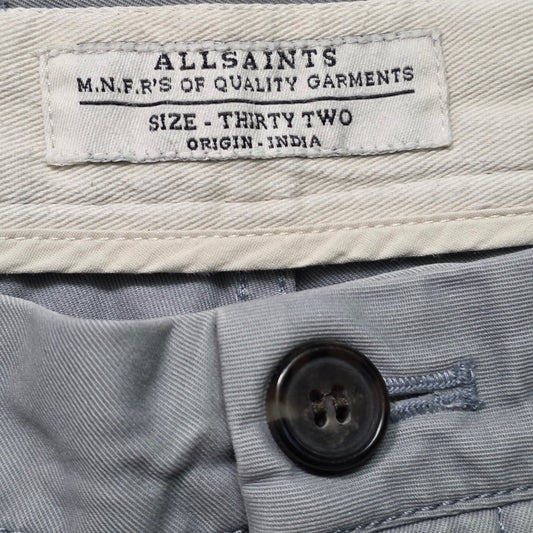 ALLSAINTS
M.N.F.R'S OF QUALITY GARMENTS
SIZE - THIRTY TWO
ORIGIN - INDIA